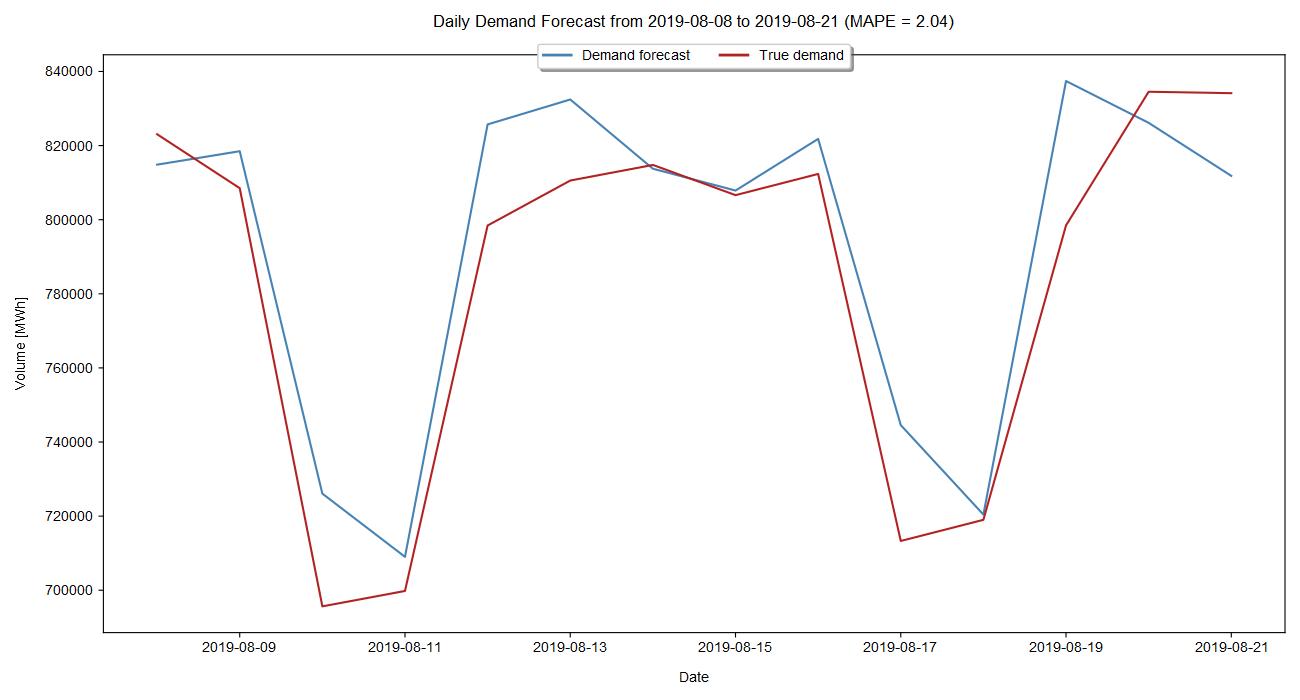 Daily Demand Forecast from 2019-08-08 to 2019-08-21 (MAPE = 2.04)
Demand forecast True demand
840000
820000
800000
780000
760000
740000
720000
700000
Volume [MWh]
2019-08-09 2019-08-11 2019-08-13 2019-08-15 2019-08-17 2019-08-19 2019-08-21
Date